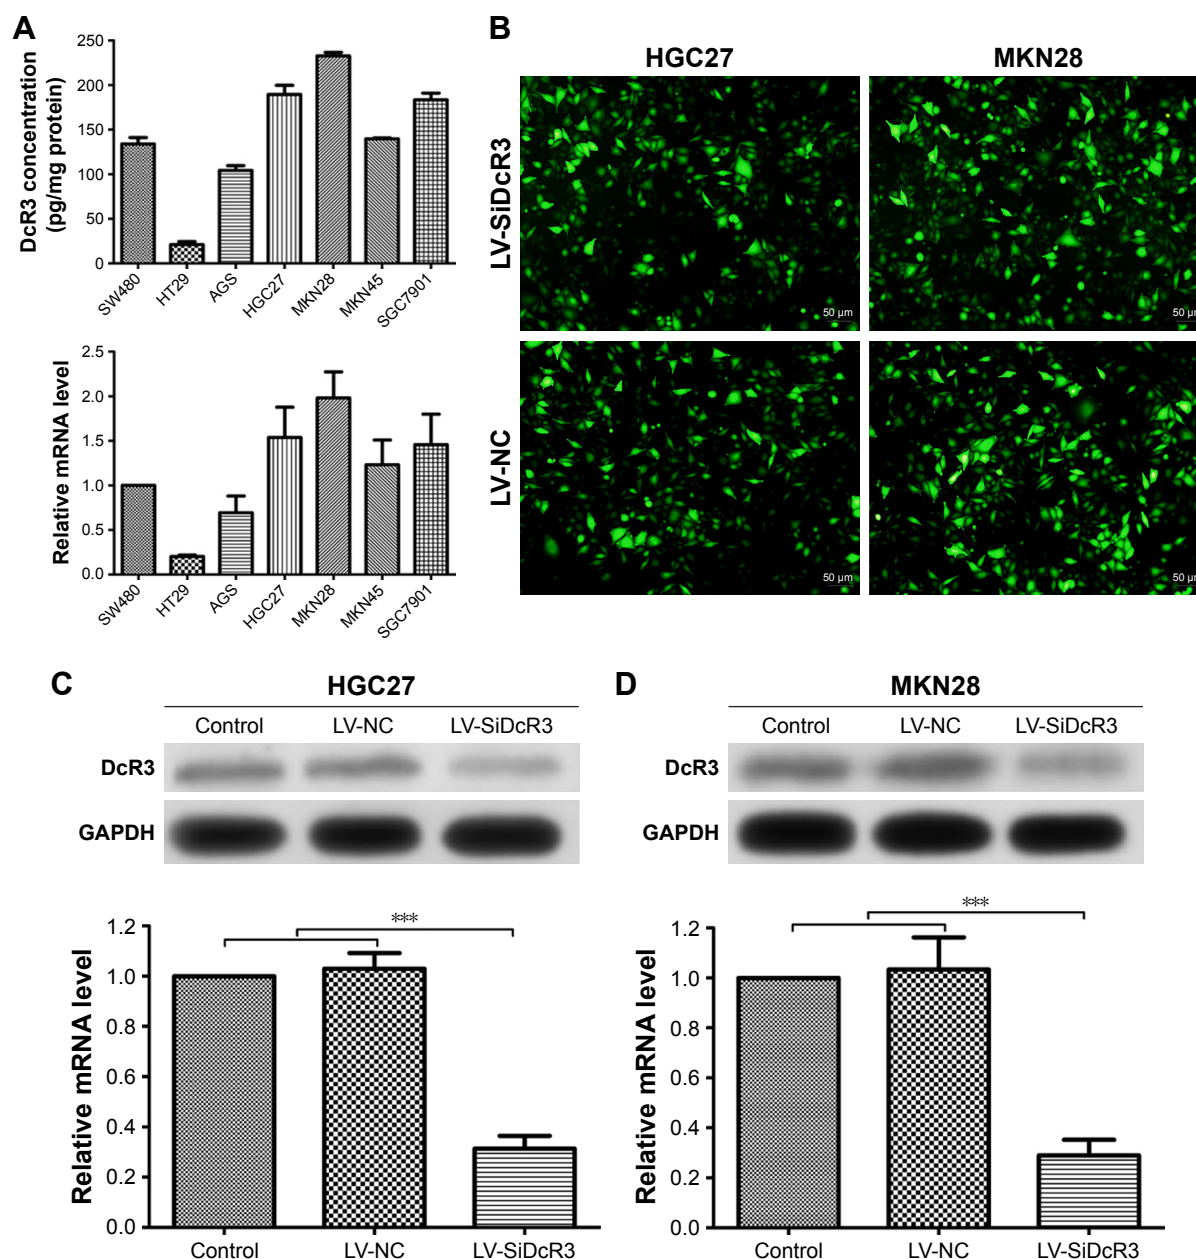 A
DcR3 concentration
(pg/mg protein)
250
200
150
100
50
0
SW480
HT29
AGS
HGC27
MKN28
MKN45
SGC7901
Relative mRNA level
2.5
2.0
1.5
1.0
0.5
0.0
SW480
HT29
AGS
HGC27
MKN28
MKN45
SGC7901
B
HGC27
MKN28
LV-SiDcR3
50 µm
50 µm
LV-NC
50 µm
50 µm
C
HGC27
Control LV-NC LV-SiDcR3
DcR3
GAPDH
Relative mRNA level
1.2
1.0
0.8
0.6
0.4
0.2
0.0
***
Control LV-NC LV-SiDcR3
D
MKN28
Control LV-NC LV-SiDcR3
DcR3
GAPDH
Relative mRNA level
1.2
1.0
0.8
0.6
0.4
0.2
0.0
***
Control LV-NC LV-SiDcR3